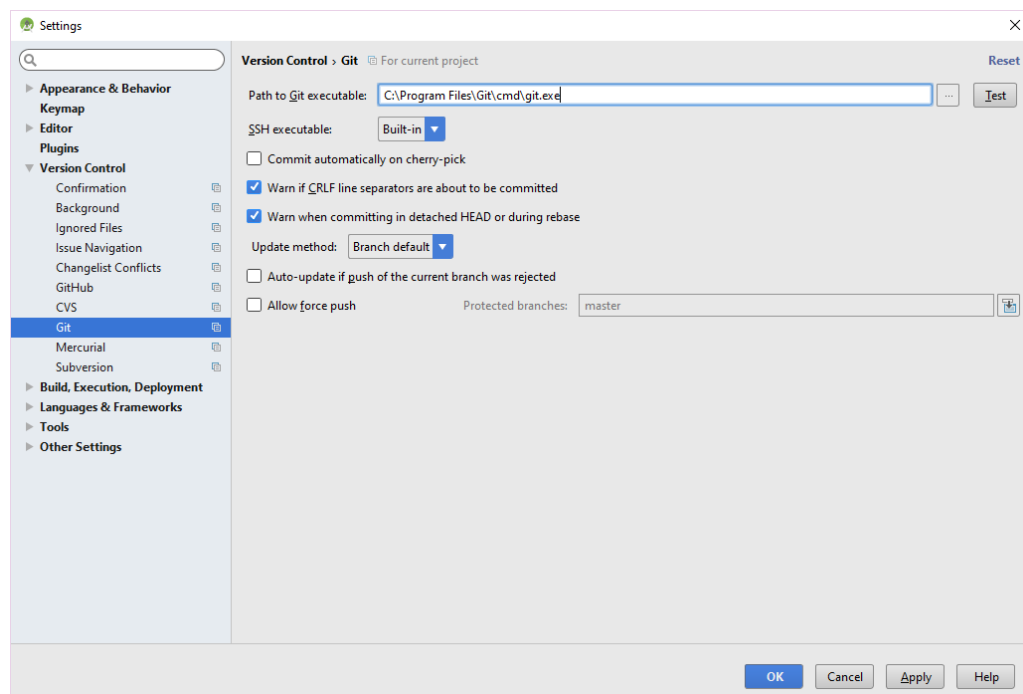 Settings
Version Control › Git For current project Reset
Appearance & Behavior
Keymap
Editor
Plugins
Version Control
Confirmation
Background
Ignored Files
Issue Navigation
Changelist Conflicts
GitHub
CVS
Git
Mercurial
Subversion
Build, Execution, Deployment
Languages & Frameworks
Tools
Other Settings
Path to Git executable: C:\Program Files\Git\cmd\git.exe ... Test
SSH executable: Built-in
Commit automatically on cherry-pick
Warn if CRLF line separators are about to be committed
Warn when committing in detached HEAD or during rebase
Update method: Branch default
Auto-update if push of the current branch was rejected
Allow force push Protected branches: master
OK Cancel Apply Help